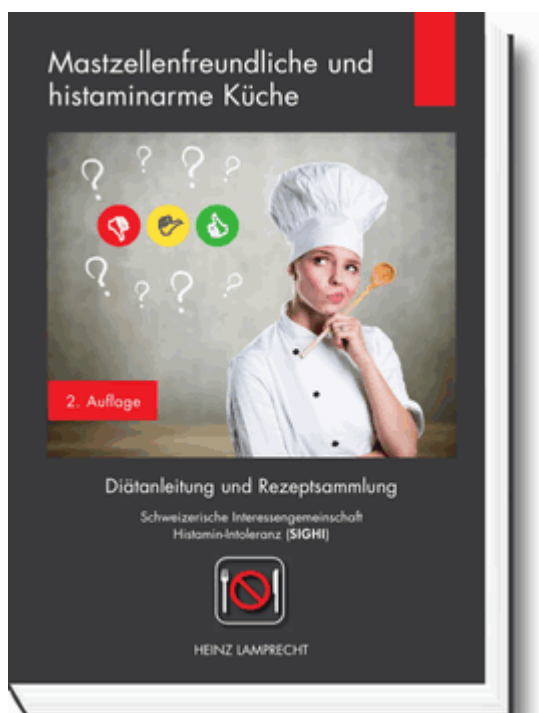 Mastzellenfreundliche und
histaminarme Küche
2. Auflage
Diätanleitung und Rezeptsammlung
Schweizerische Interessengemeinschaft
Histamin-Intoleranz (SIGHI)
HEINZ LAMPRECHT